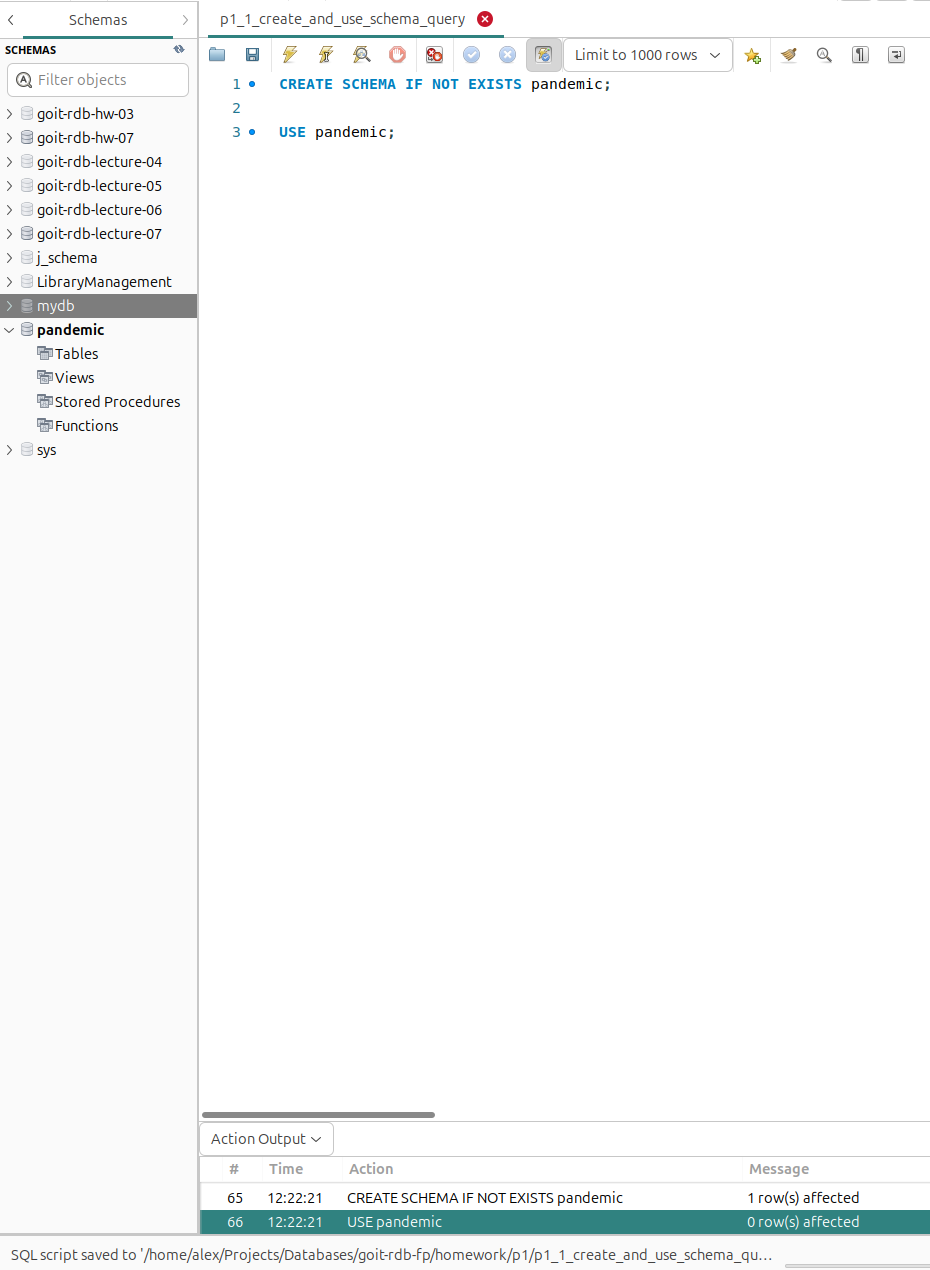 Schemas
p1_1_create_and_use_schema_query
SCHEMAS
Filter objects
goit-rdb-hw-03
goit-rdb-hw-07
goit-rdb-lecture-04
goit-rdb-lecture-05
goit-rdb-lecture-06
goit-rdb-lecture-07
j_schema
LibraryManagement
mydb
pandemic
Tables
Views
Stored Procedures
Functions
sys
Limit to 1000 rows
1 CREATE SCHEMA IF NOT EXISTS pandemic;
2
3 USE pandemic;
Action Output
# Time Action Message
65 12:22:21 CREATE SCHEMA IF NOT EXISTS pandemic 1 row(s) affected
66 12:22:21 USE pandemic 0 row(s) affected
SQL script saved to '/home/alex/Projects/Databases/goit-rdb-fp/homework/p1/p1_1_create_and_use_schema_qu…